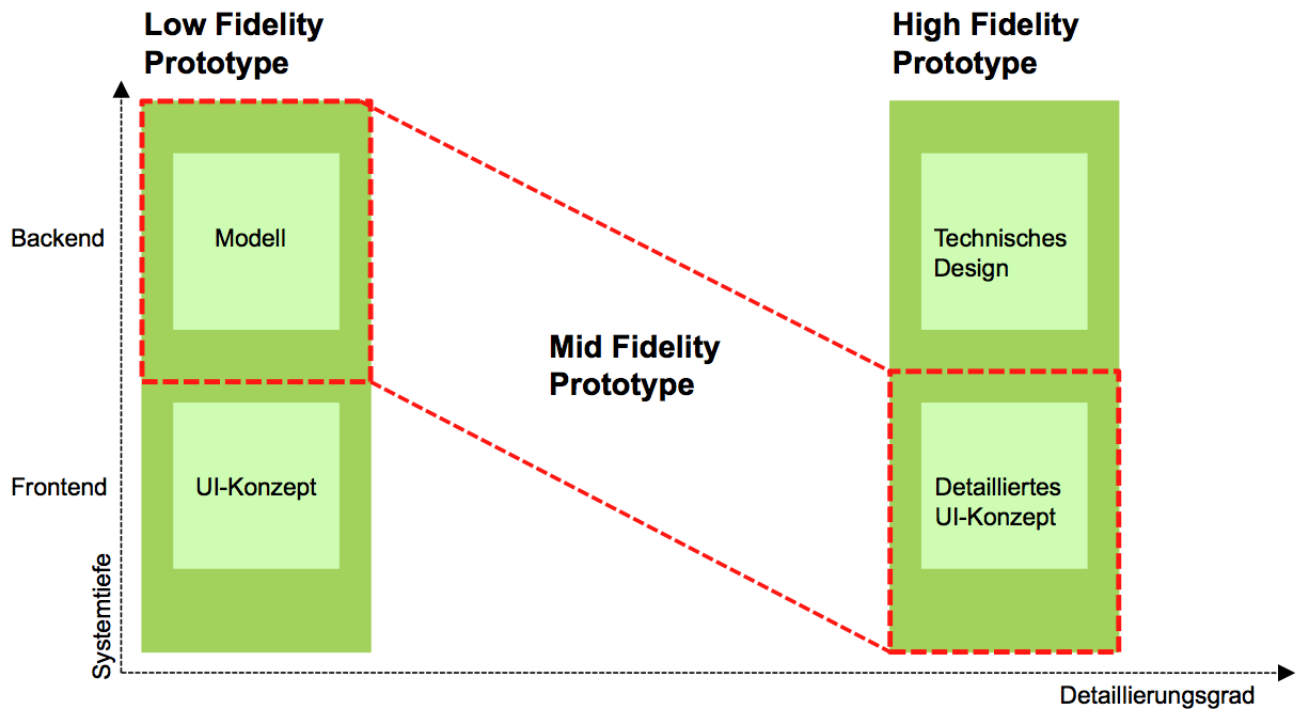 Low Fidelity
Prototype
High Fidelity
Prototype
Backend
Modell
Technisches
Design
Mid Fidelity
Prototype
Frontend
UI-Konzept
Detailliertes
UI-Konzept
Systemtiefe
Detaillierungsgrad